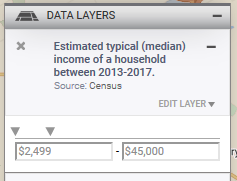 DATA LAYERS
Estimated typical (median)
income of a household
between 2013-2017.
Source: Census
EDIT LAYER
$2,499 - $45,000